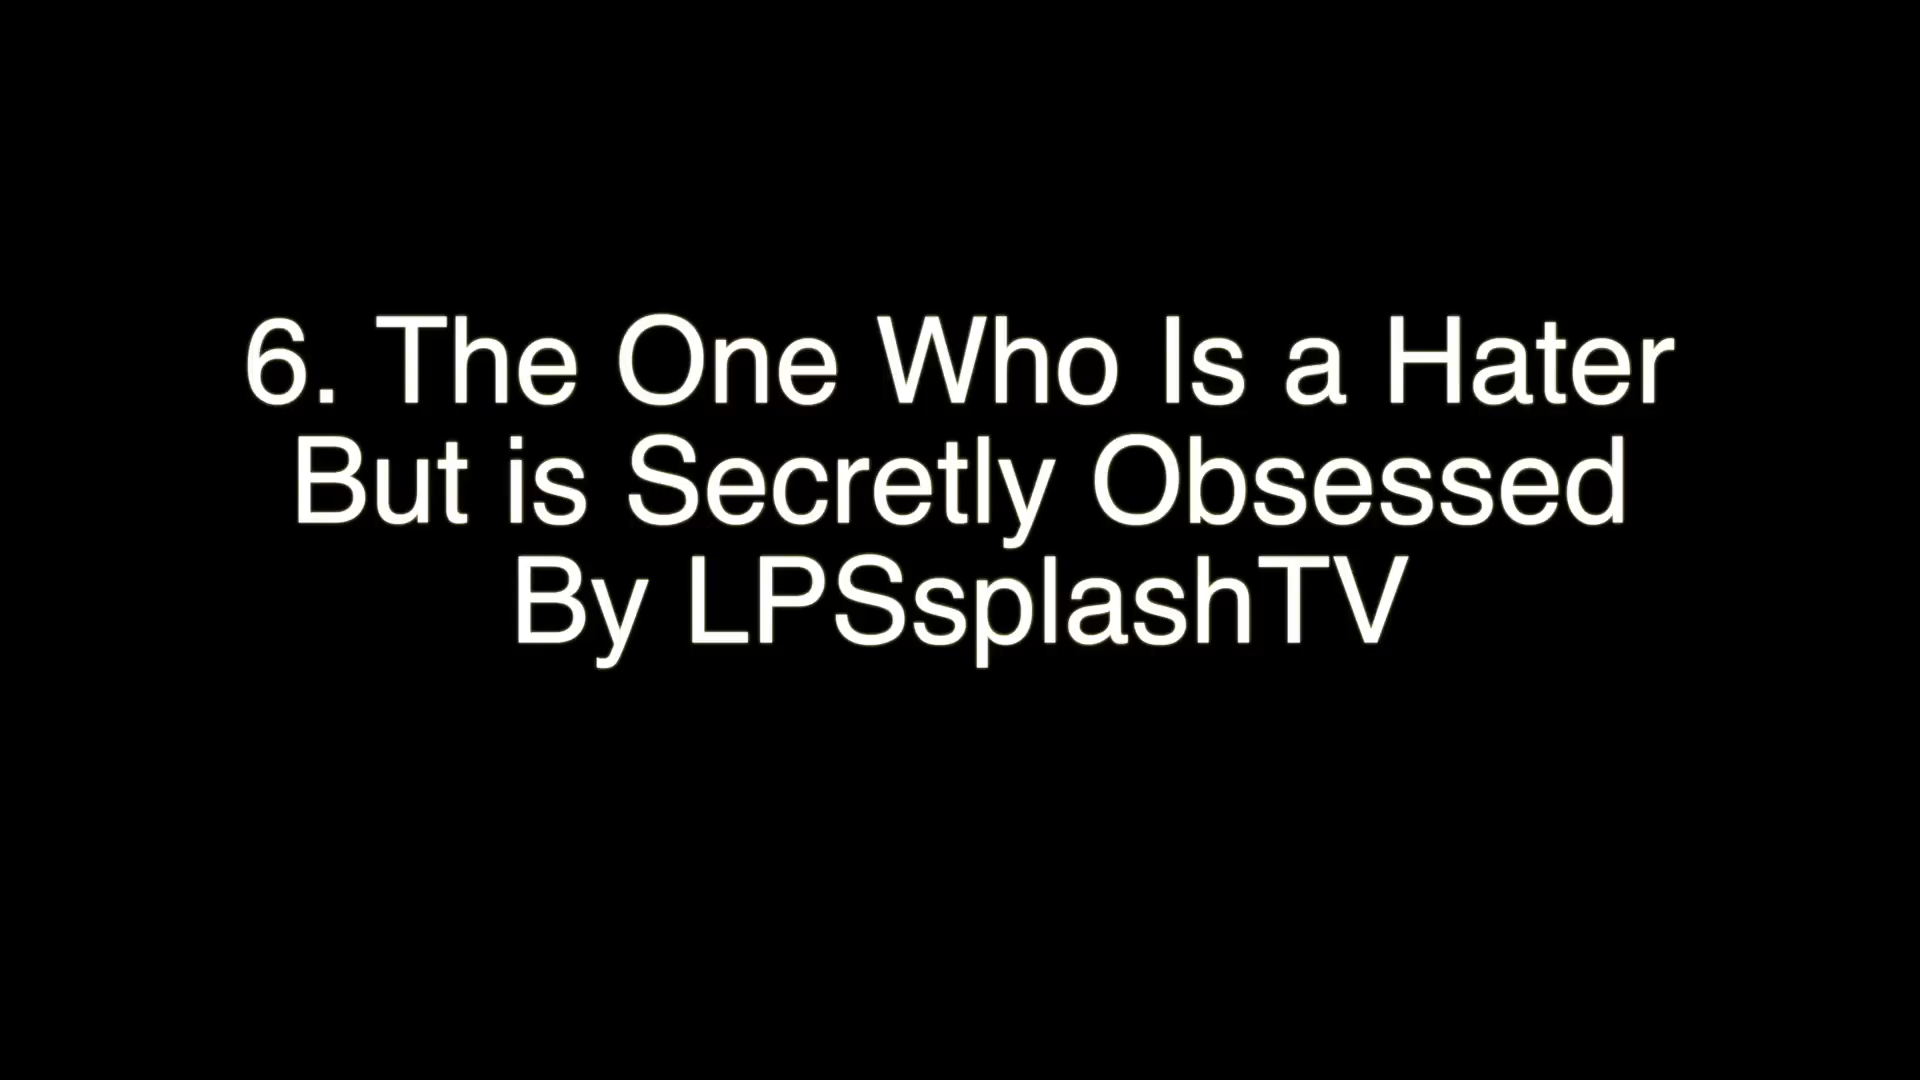 6. The One Who Is a Hater
But is Secretly Obsessed
By LPSsplashTV